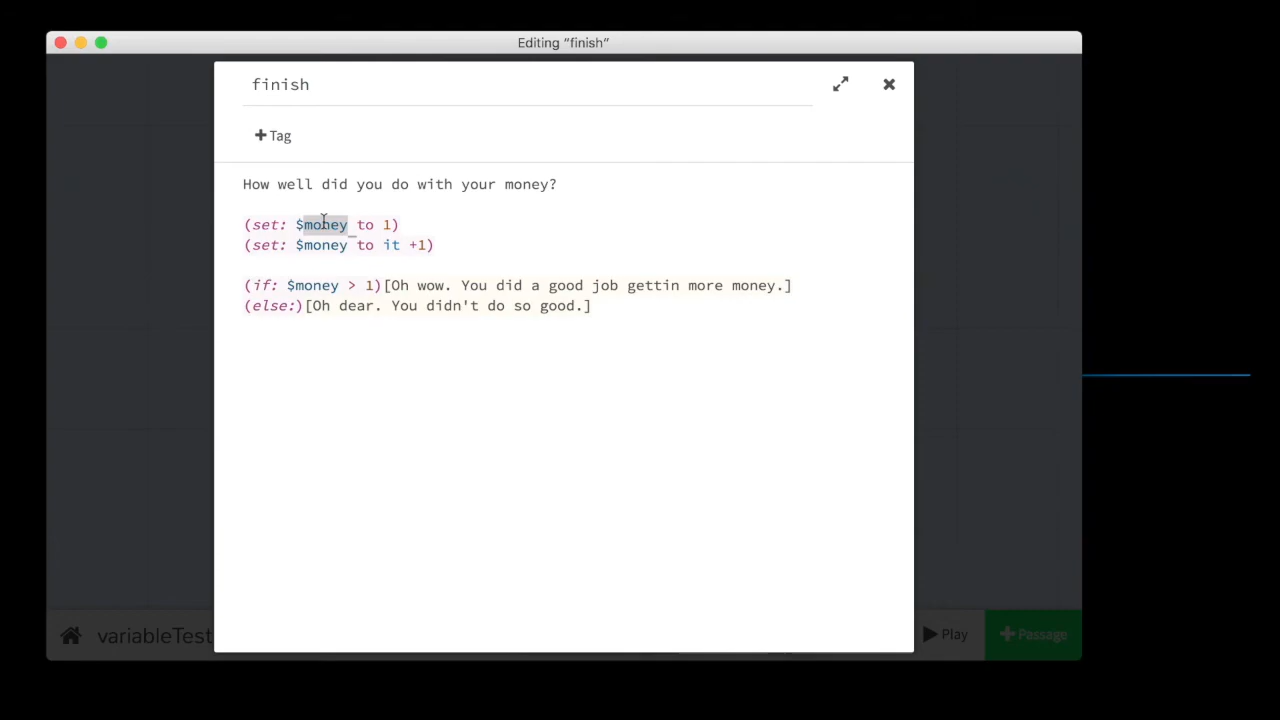 Editing “finish”
finish
+ Tag
How well did you do with your money?
(set: $money to 1)
(set: $money to it +1)
(if: $money > 1)[Oh wow. You did a good job gettin more money.]
(else:)[Oh dear. You didn't do so good.]
variableTest
Play
+ Passage